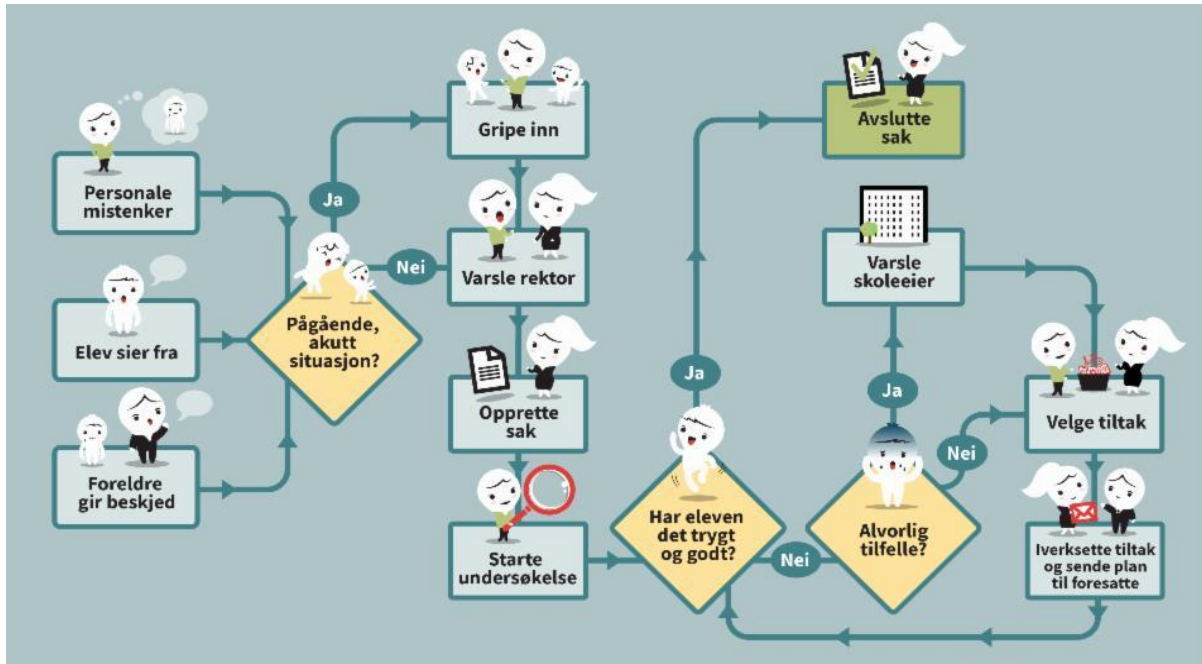 Personale
mistenker
Elev sier fra
Foreldre
gir beskjed
Pågående,
akutt
situasjon?
Ja
Nei
Gripe inn
Varsle rektor
Opprette
sak
Starte
undersøkelse
Har eleven
det trygt
og godt?
Ja
Nei
Avslutte
sak
Alvorlig
tilfelle?
Ja
Nei
Varsle
skoleeier
Velge tiltak
Iverksette tiltak
og sende plan
til foresatte